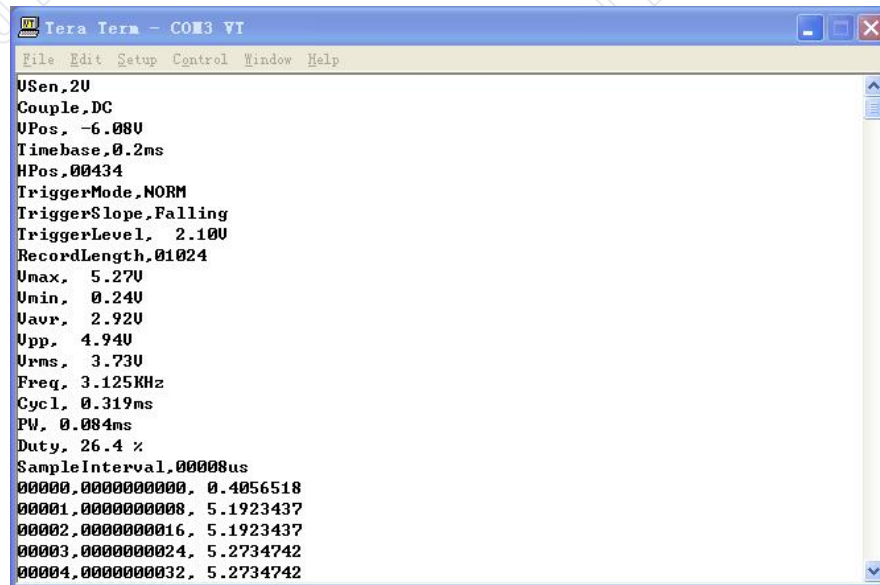 Tera Term - COM3 VT
File Edit Setup Control Window Help
VSen,2V
Couple,DC
VPos, -6.08V
Timebase,0.2ms
HPos,00434
TriggerMode,NORM
TriggerSlope,Falling
TriggerLevel,  2.10V
RecordLength,01024
Vmax,  5.27V
Vmin,  0.24V
Vavr,  2.92V
Vpp,  4.94V
Vrms,  3.73V
Freq, 3.125KHz
Cycl, 0.319ms
PW, 0.084ms
Duty, 26.4 %
SampleInterval,00008us
00000,0000000000, 0.4056518
00001,0000000008, 5.1923437
00002,0000000016, 5.1923437
00003,0000000024, 5.2734742
00004,0000000032, 5.2734742